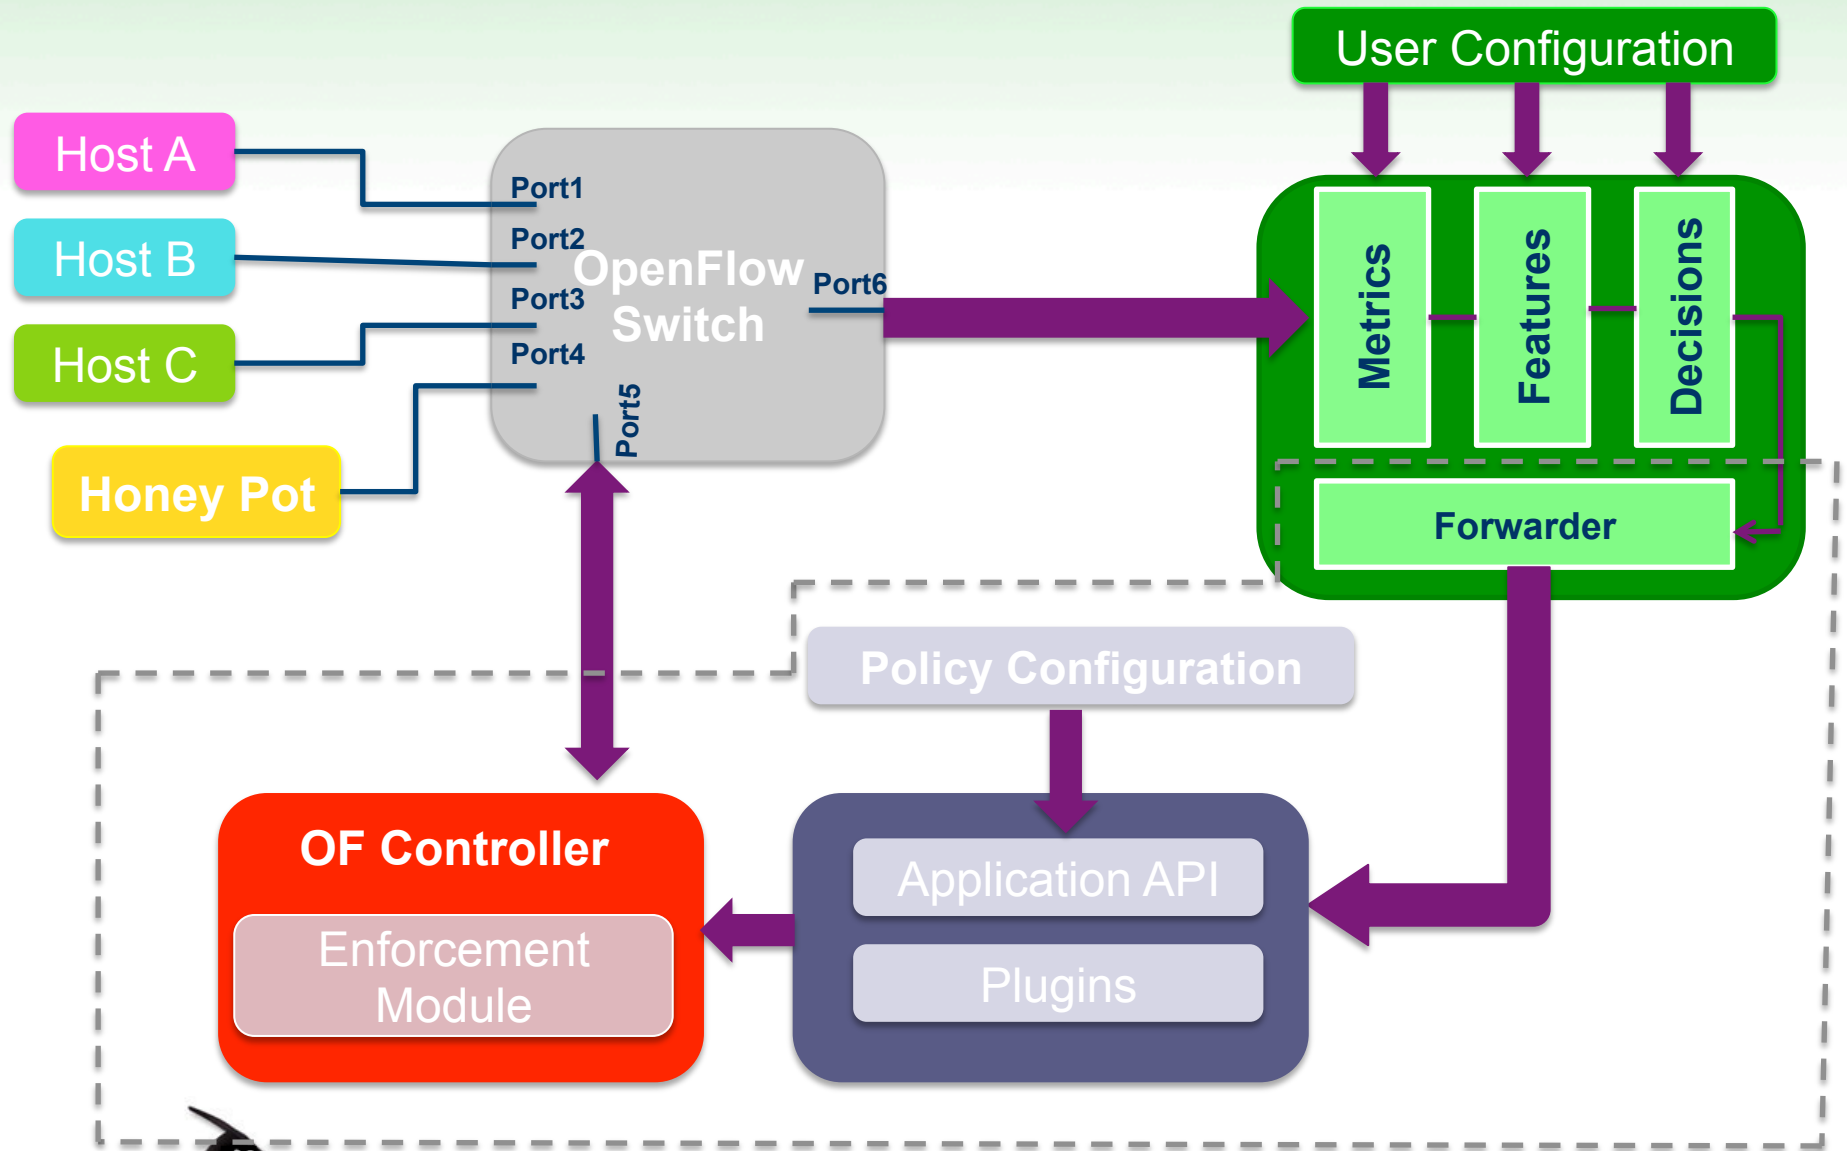 User Configuration
Host A
Host B
Host C
Honey Pot
Port1
Port2
Port3
Port4
Port5
OpenFlow
Switch
Port6
Metrics
Features
Decisions
Forwarder
Policy Configuration
OF Controller
Enforcement
Module
Application API
Plugins